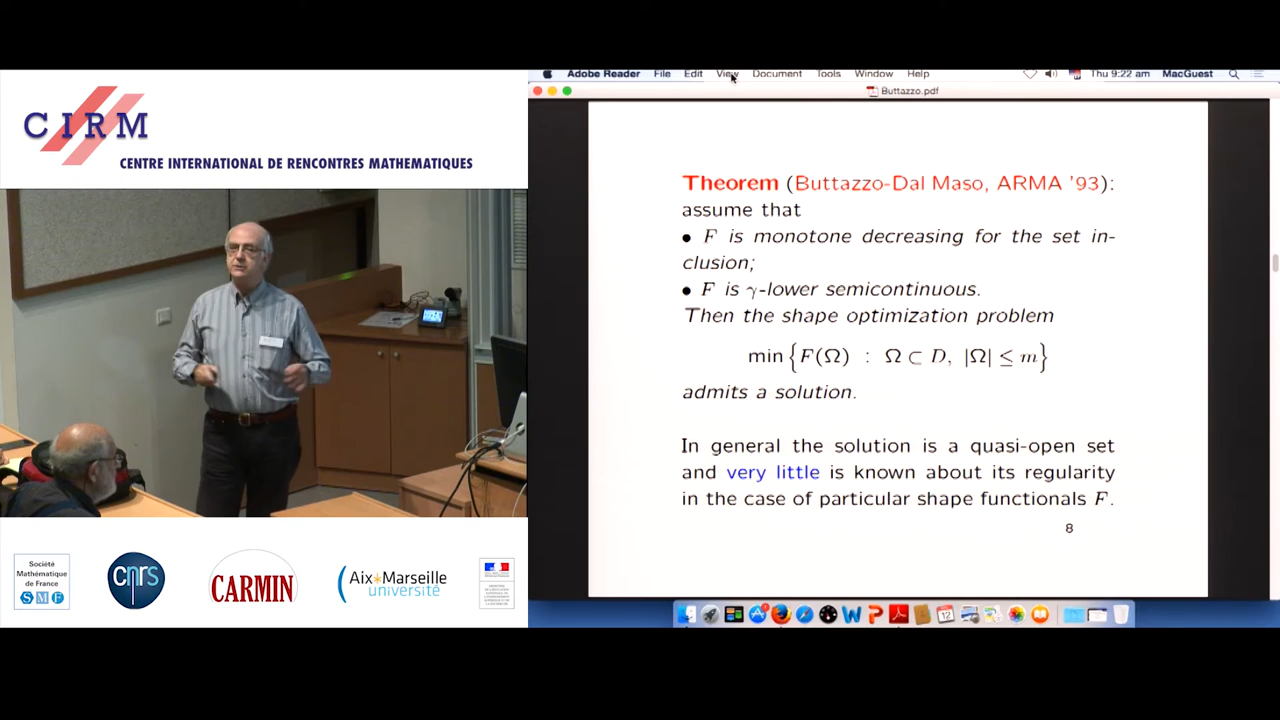 CIRM
CENTRE INTERNATIONAL DE RENCONTRES MATHEMATIQUES
Adobe Reader File Edit View Document Tools Window Help Thu 9:22 am MacGuest
Buttazzo.pdf
Theorem (Buttazzo-Dal Maso, ARMA '93):
assume that
• F is monotone decreasing for the set in-
clusion;
• F is γ-lower semicontinuous.
Then the shape optimization problem
min{F(Ω) : Ω ⊂ D, |Ω| ≤ m}
admits a solution.
In general the solution is a quasi-open set
and very little is known about its regularity
in the case of particular shape functionals F.
8
Société
Mathématique
de France
SMF
cnrs
CARMIN
Aix*Marseille
université